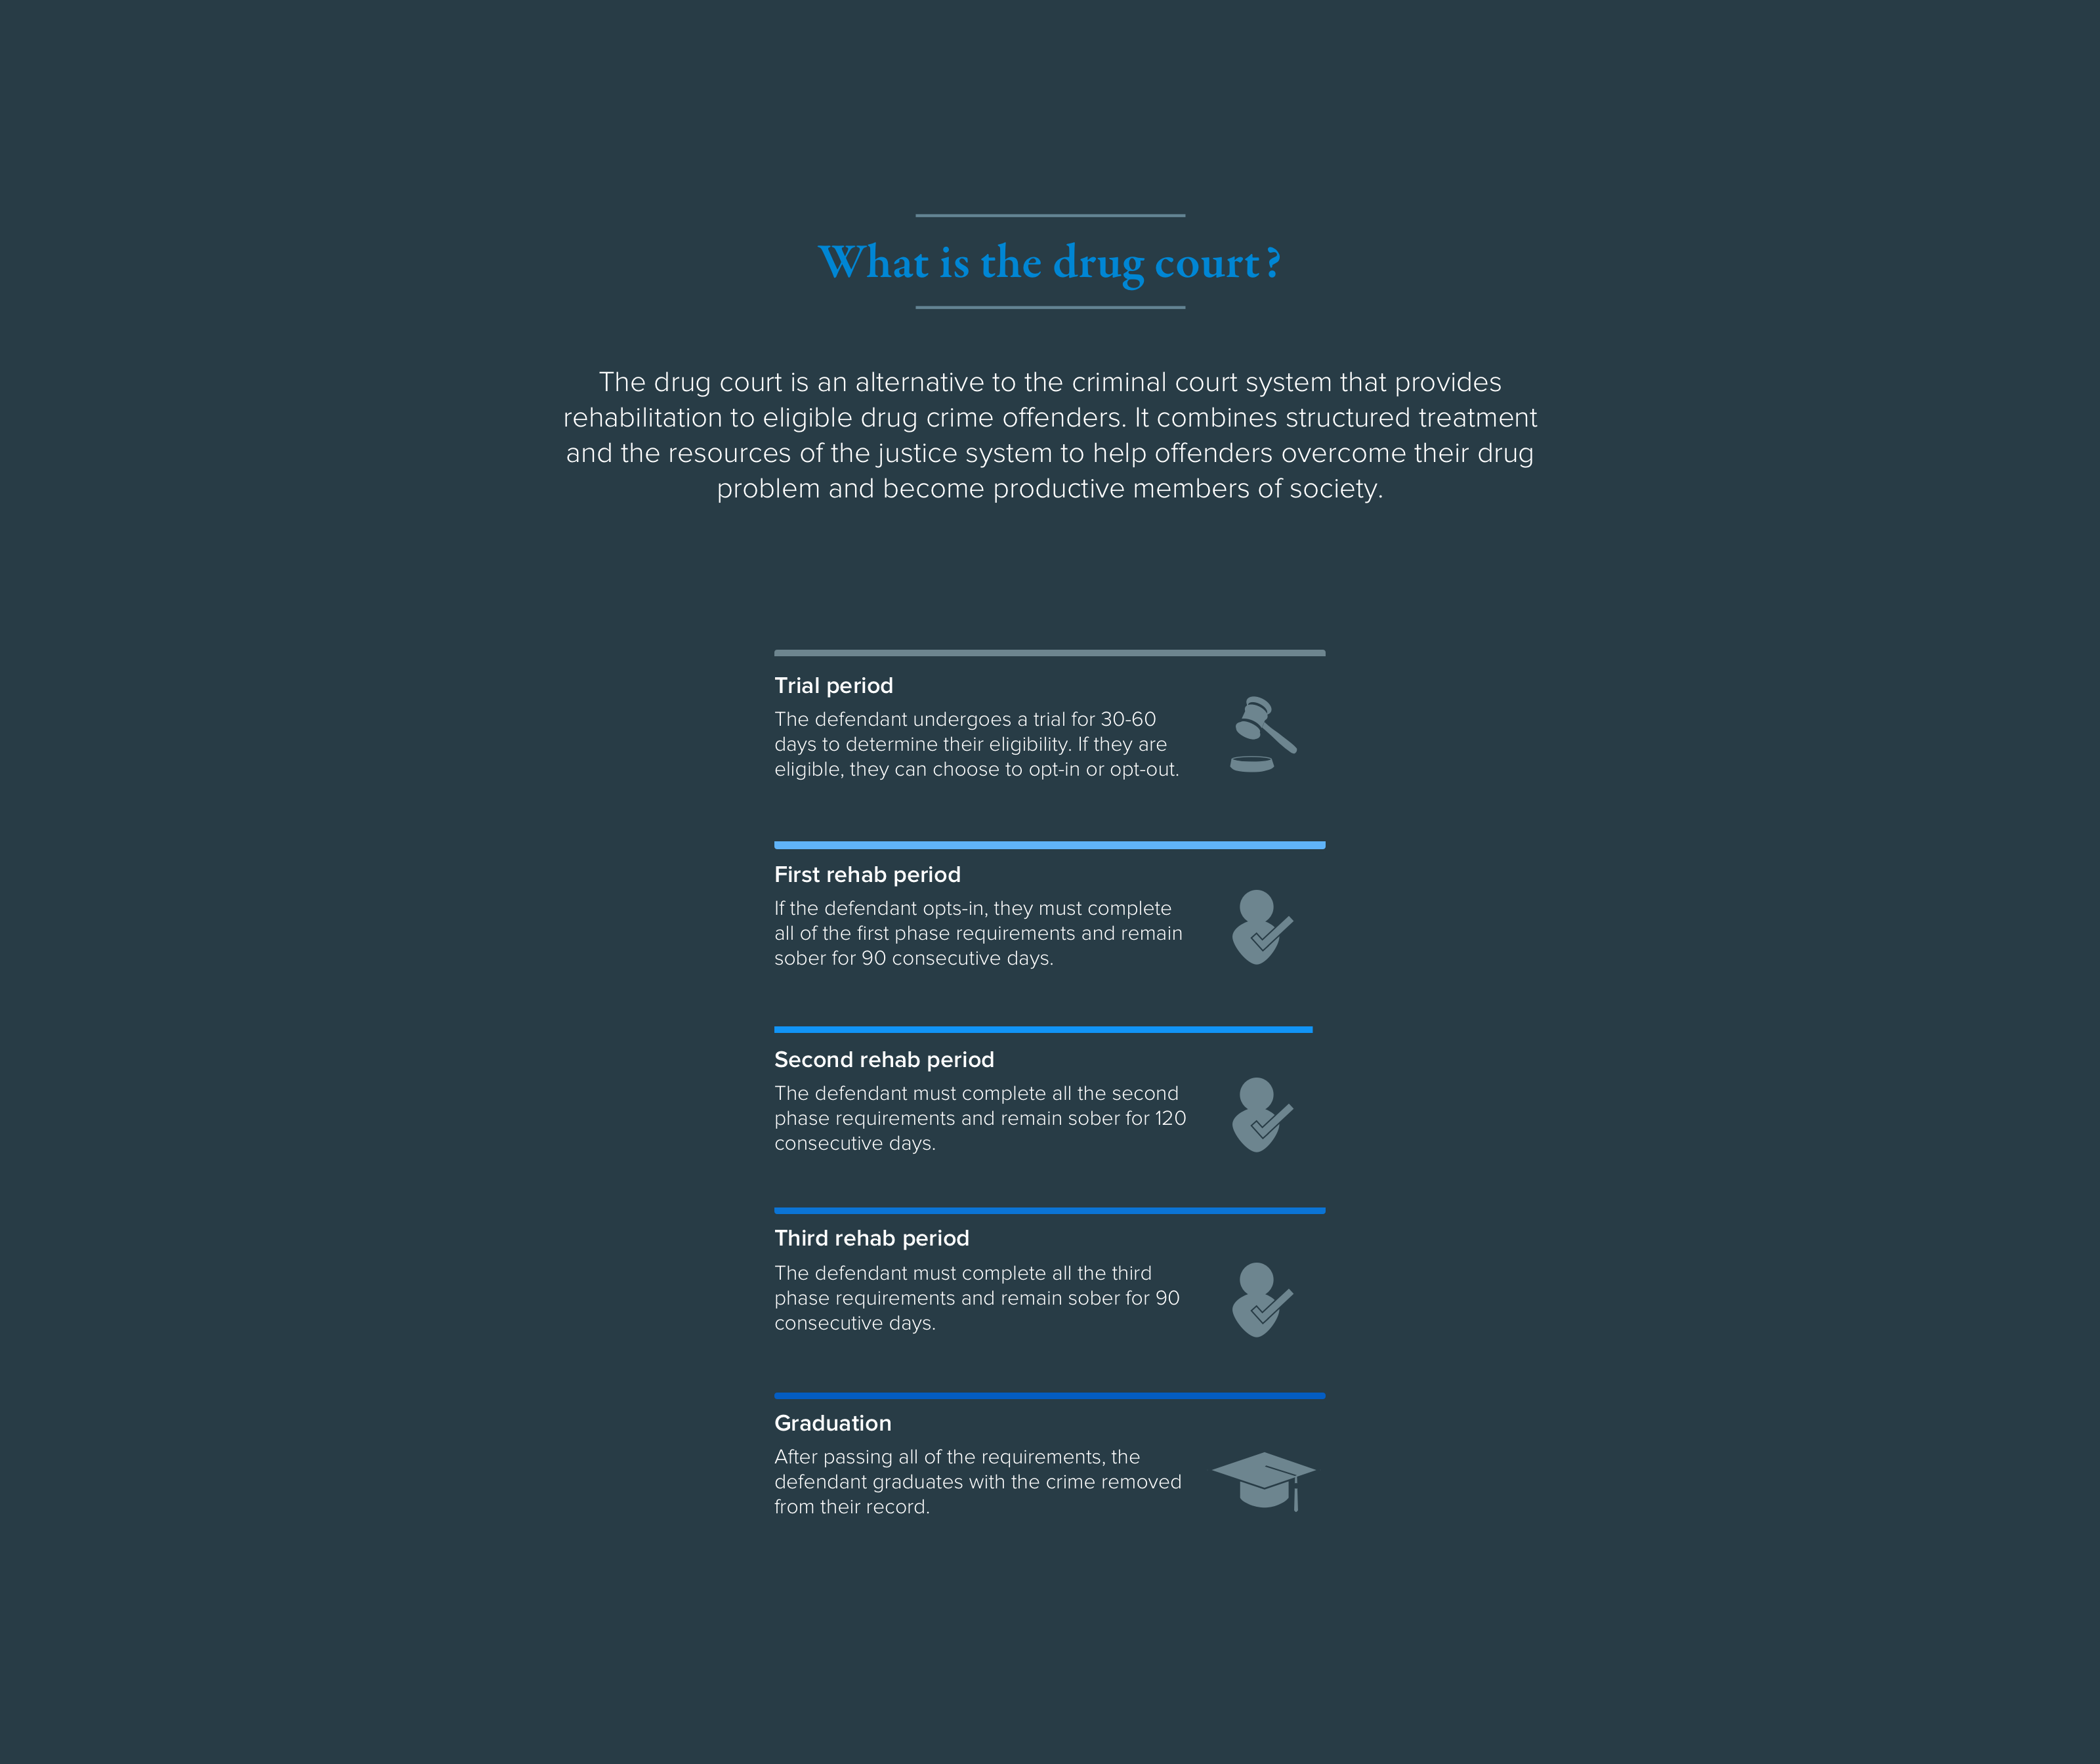 What is the drug court?
The drug court is an alternative to the criminal court system that provides
rehabilitation to eligible drug crime offenders. It combines structured treatment
and the resources of the justice system to help offenders overcome their drug
problem and become productive members of society.
Trial period
The defendant undergoes a trial for 30-60
days to determine their eligibility. If they are
eligible, they can choose to opt-in or opt-out.
First rehab period
If the defendant opts-in, they must complete
all of the first phase requirements and remain
sober for 90 consecutive days.
Second rehab period
The defendant must complete all the second
phase requirements and remain sober for 120
consecutive days.
Third rehab period
The defendant must complete all the third
phase requirements and remain sober for 90
consecutive days.
Graduation
After passing all of the requirements, the
defendant graduates with the crime removed
from their record.